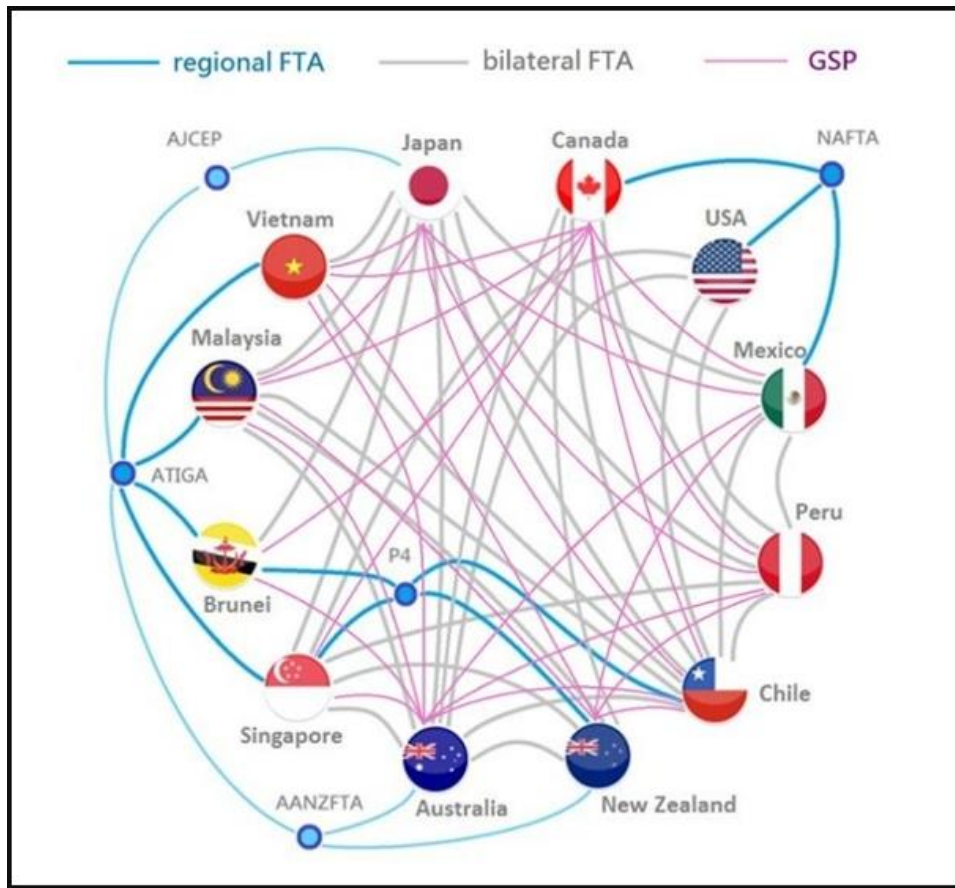 regional FTA
bilateral FTA
GSP
AJCEP
Japan
Canada
NAFTA
Vietnam
USA
Malaysia
Mexico
ATIGA
Peru
P4
Brunei
Chile
Singapore
AANZFTA
Australia
New Zealand